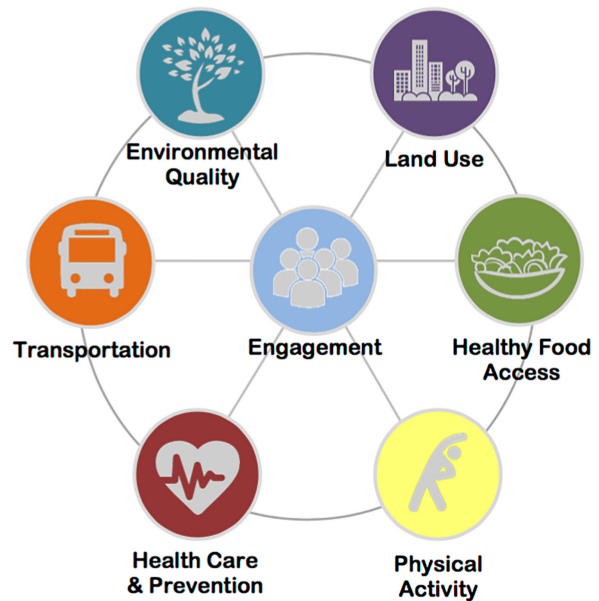 Environmental
Quality
Land Use
Transportation
Engagement
Healthy Food
Access
Health Care
& Prevention
Physical
Activity